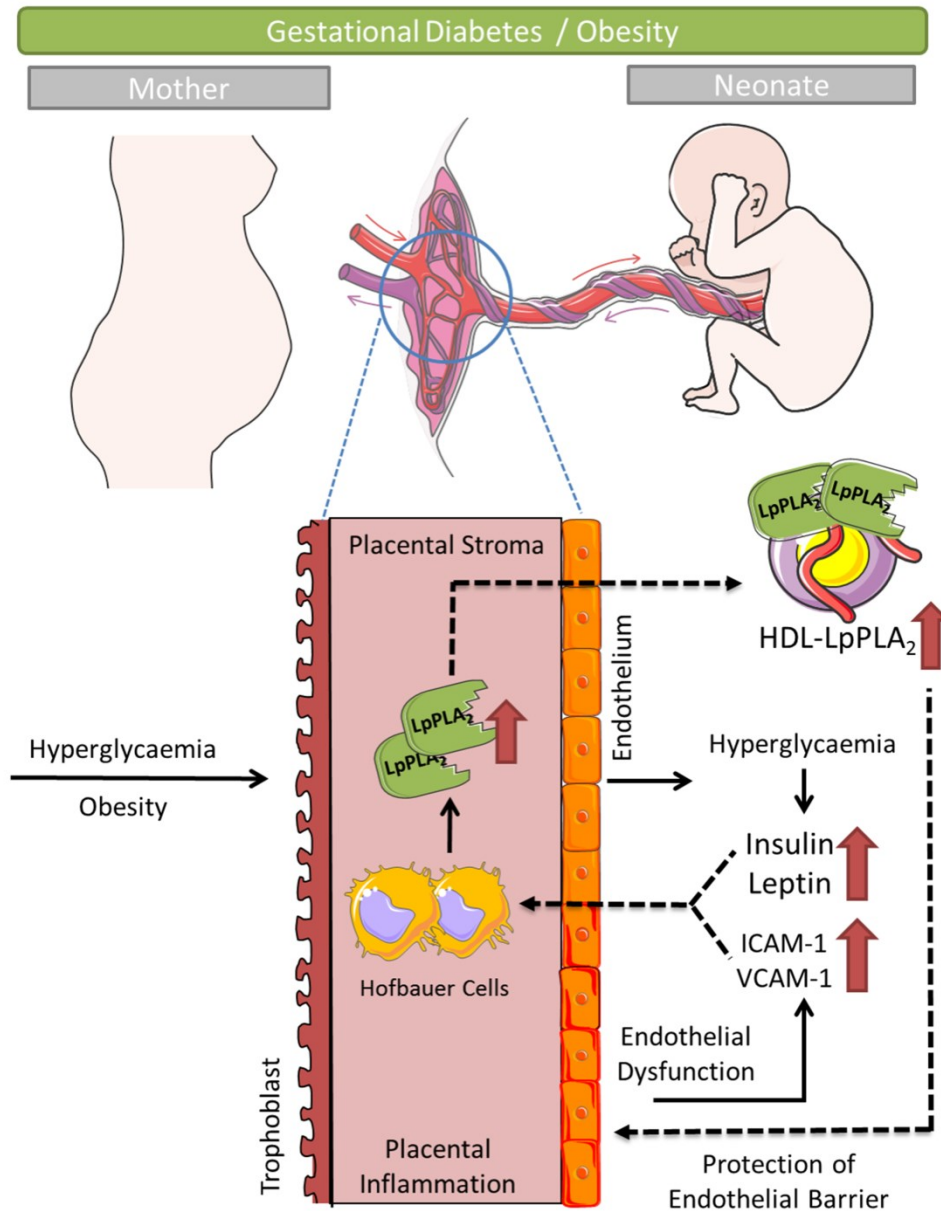 Gestational Diabetes / Obesity
Mother
Neonate
LpPLA₂
LpPLA₂
HDL-LpPLA₂
Placental Stroma
Endothelium
LpPLA₂
LpPLA₂
Hyperglycaemia
Obesity
Hyperglycaemia
Insulin
Leptin
ICAM-1
VCAM-1
Hofbauer Cells
Endothelial
Dysfunction
Trophoblast
Placental
Inflammation
Protection of
Endothelial Barrier